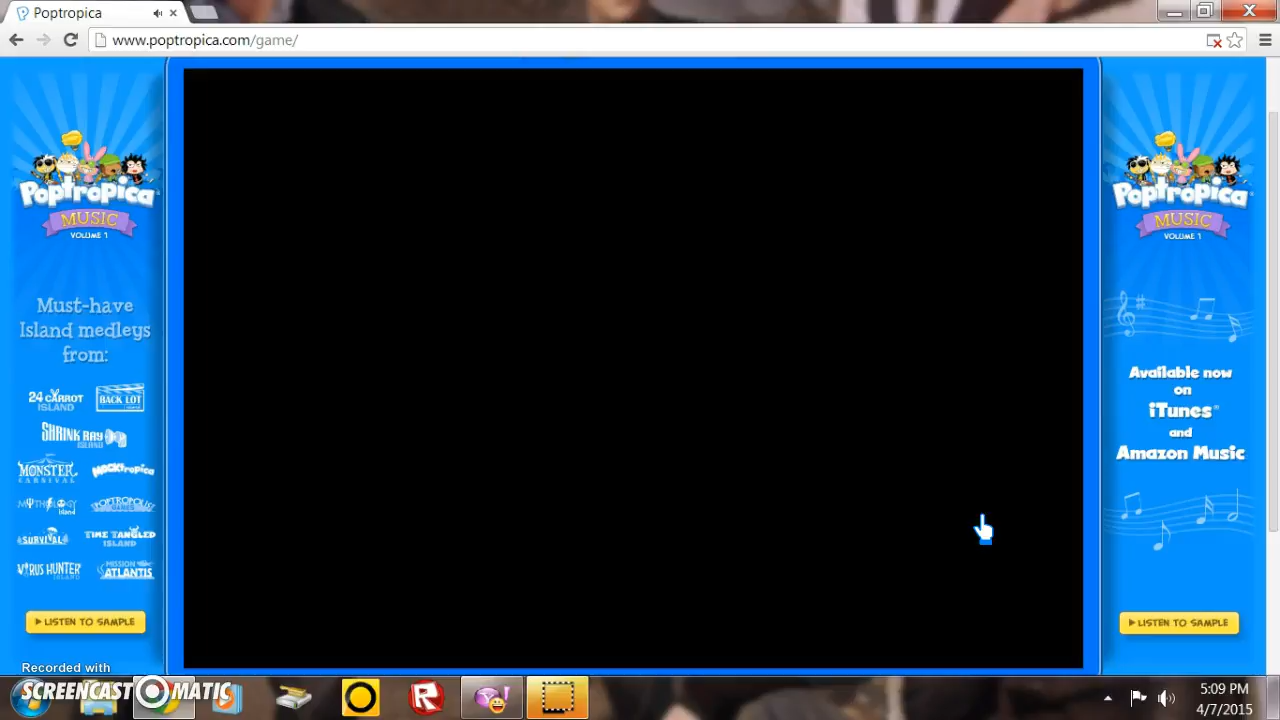 Poptropica
www.poptropica.com/game/
Poptropica
MUSIC
VOLUME 1
Must-have
Island medleys
from:
24 CARROT
ISLAND
BACK LOT
SHRINK RAY
ISLAND
MONSTER
CARNIVAL
WACKTROPICA
MYTHOLOGY
Island
POPTROPOLIS
SURVIVAL
TIME TANGLED
ISLAND
VIRUS HUNTER
ISLAND
MISSION
ATLANTIS
LISTEN TO SAMPLE
Poptropica
MUSIC
VOLUME 1
Available now
on
iTunes®
and
Amazon Music
LISTEN TO SAMPLE
Recorded with
SCREENCAST MATIC
5:09 PM
4/7/2015